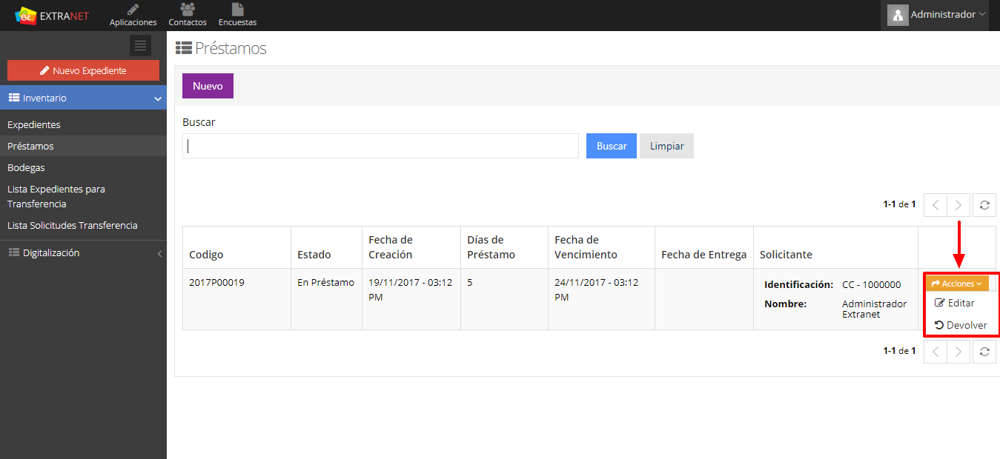 et EXTRANET
Aplicaciones
Contactos
Encuestas
Administrador
Nuevo Expediente
Inventario
Expedientes
Préstamos
Bodegas
Lista Expedientes para
Transferencia
Lista Solicitudes Transferencia
Digitalización
Préstamos
Nuevo
Buscar
Buscar
Limpiar
1-1 de 1
Codigo
Estado
Fecha de
Creación
Días de
Préstamo
Fecha de
Vencimiento
Fecha de Entrega
Solicitante
2017P00019
En Préstamo
19/11/2017 - 03:12
PM
5
24/11/2017 - 03:12
PM
Identificación: CC - 1000000
Nombre: Administrador
Extranet
Acciones
Editar
Devolver
1-1 de 1